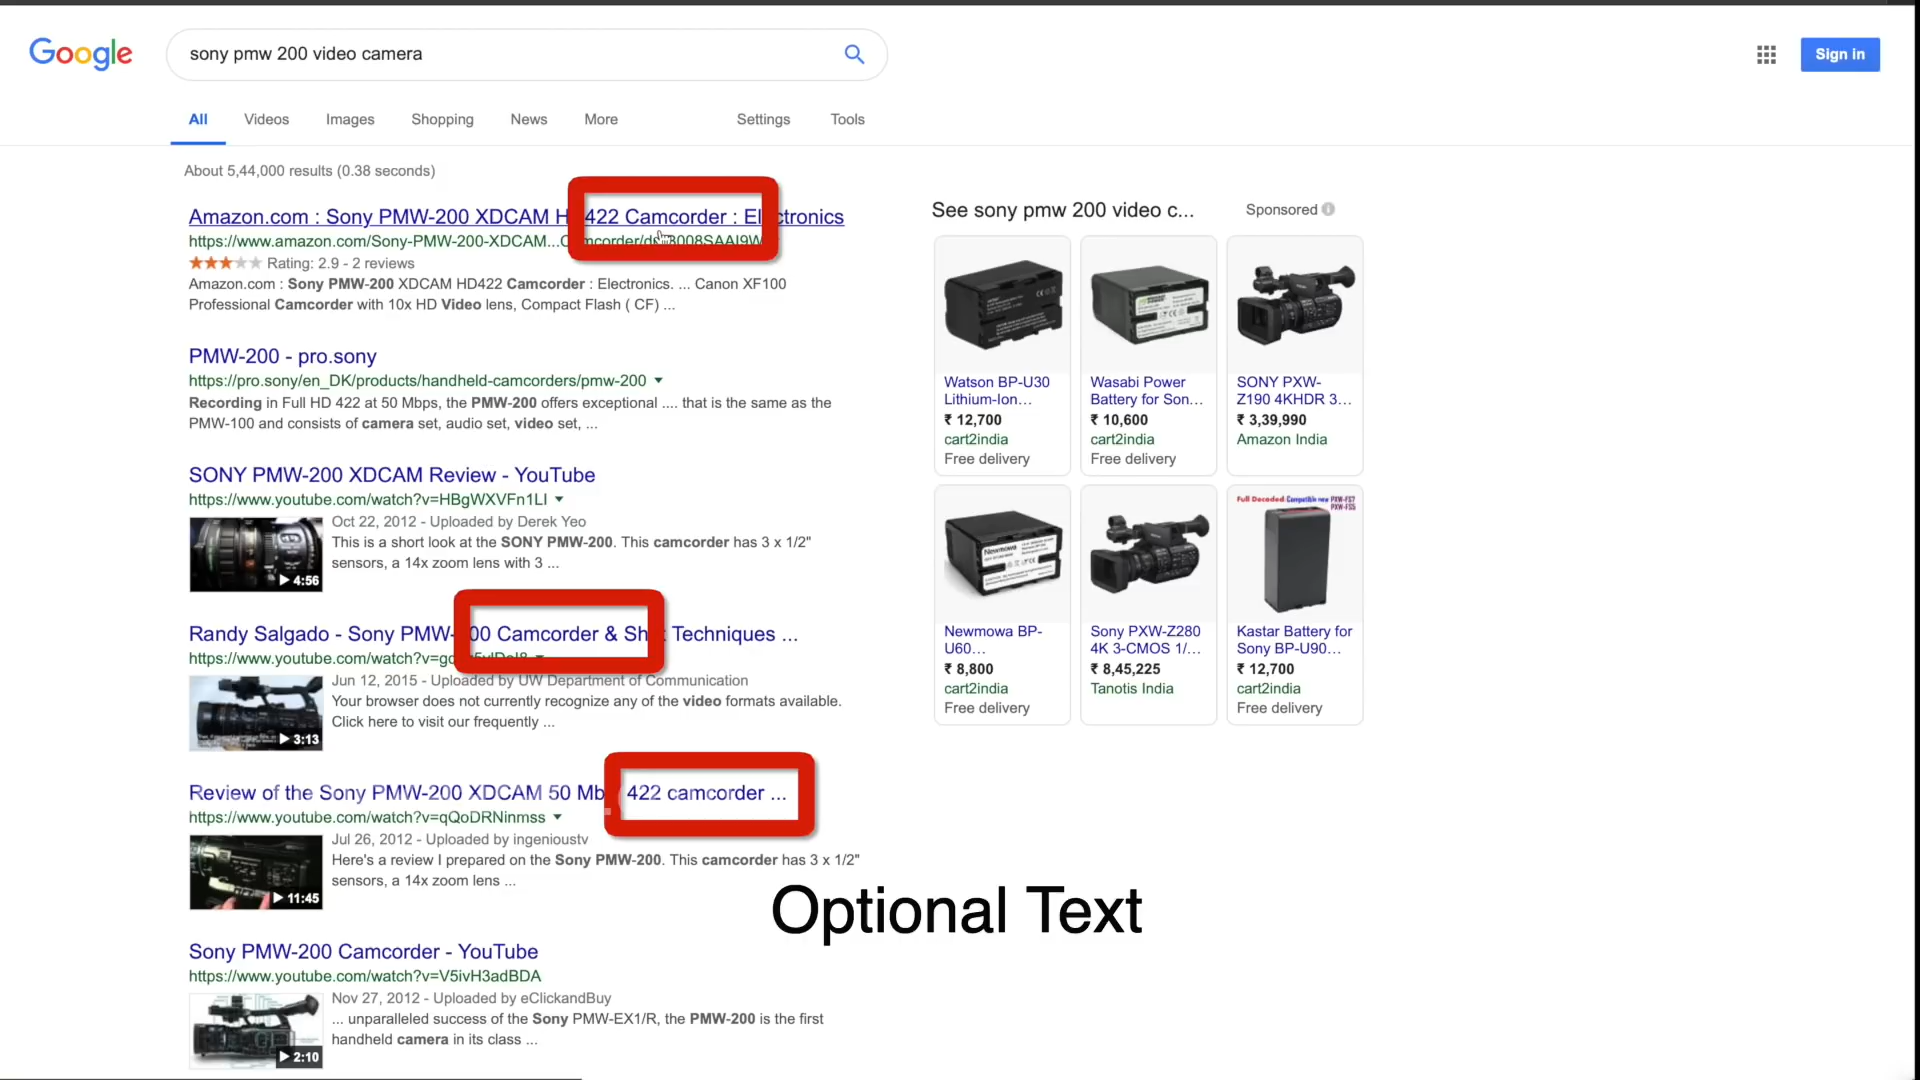 Google
sony pmw 200 video camera
Sign in
All Videos Images Shopping News More Settings Tools
About 5,44,000 results (0.38 seconds)
Amazon.com : Sony PMW-200 XDCAM H 422 Camcorder : Electronics
https://www.amazon.com/Sony-PMW-200-XDCAM...
Rating: 2.9 - 2 reviews
Amazon.com : Sony PMW-200 XDCAM HD422 Camcorder : Electronics. ... Canon XF100
Professional Camcorder with 10x HD Video lens, Compact Flash ( CF) ...
PMW-200 - pro.sony
https://pro.sony/en_DK/products/handheld-camcorders/pmw-200
Recording in Full HD 422 at 50 Mbps, the PMW-200 offers exceptional .... that is the same as the
PMW-100 and consists of camera set, audio set, video set, ...
SONY PMW-200 XDCAM Review - YouTube
https://www.youtube.com/watch?v=HBgWXVFn1LI
Oct 22, 2012 - Uploaded by Derek Yeo
This is a short look at the SONY PMW-200. This camcorder has 3 x 1/2"
sensors, a 14x zoom lens with 3 ...
4:56
Randy Salgado - Sony PMW- 00 Camcorder & Sh Techniques ...
https://www.youtube.com/watch?v=
Jun 12, 2015 - Uploaded by UW Department of Communication
Your browser does not currently recognize any of the video formats available.
Click here to visit our frequently ...
3:13
Review of the Sony PMW-200 XDCAM 50 Mb 422 camcorder ...
https://www.youtube.com/watch?v=qQoDRNinmss
Jul 26, 2012 - Uploaded by ingenioustv
Here's a review I prepared on the Sony PMW-200. This camcorder has 3 x 1/2"
sensors, a 14x zoom lens ...
11:45
Optional Text
Sony PMW-200 Camcorder - YouTube
https://www.youtube.com/watch?v=V5ivH3adBDA
Nov 27, 2012 - Uploaded by eClickandBuy
... unparalleled success of the Sony PMW-EX1/R, the PMW-200 is the first
handheld camera in its class ...
2:10
See sony pmw 200 video c...
Sponsored
Watson BP-U30
Lithium-Ion...
₹ 12,700
cart2india
Free delivery
Wasabi Power
Battery for Son...
₹ 10,600
cart2india
Free delivery
SONY PXW-
Z190 4KHDR 3...
₹ 3,39,990
Amazon India
Newmowa
Newmowa BP-
U60...
₹ 8,800
cart2india
Free delivery
Sony PXW-Z280
4K 3-CMOS 1/...
₹ 8,45,225
Tanotis India
Full Decoded: Compatible new PXW-FS7
PXW-FS5
Kastar Battery for
Sony BP-U90...
₹ 12,700
cart2india
Free delivery